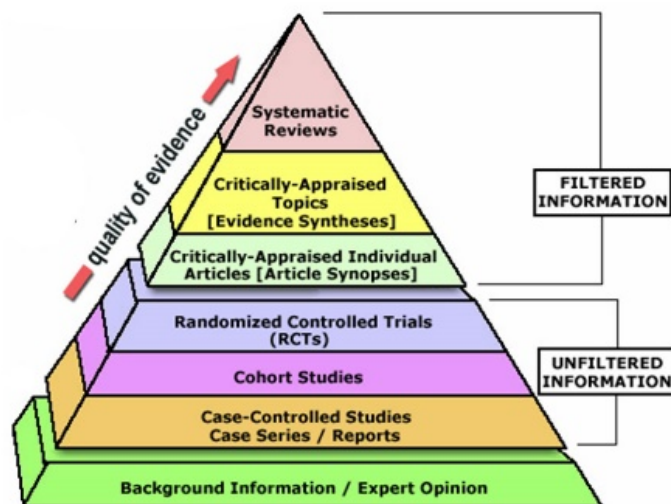 quality of evidence
Systematic
Reviews
Critically-Appraised
Topics
[Evidence Syntheses]
Critically-Appraised Individual
Articles [Article Synopses]
FILTERED
INFORMATION
Randomized Controlled Trials
(RCTs)
Cohort Studies
Case-Controlled Studies
Case Series / Reports
UNFILTERED
INFORMATION
Background Information / Expert Opinion